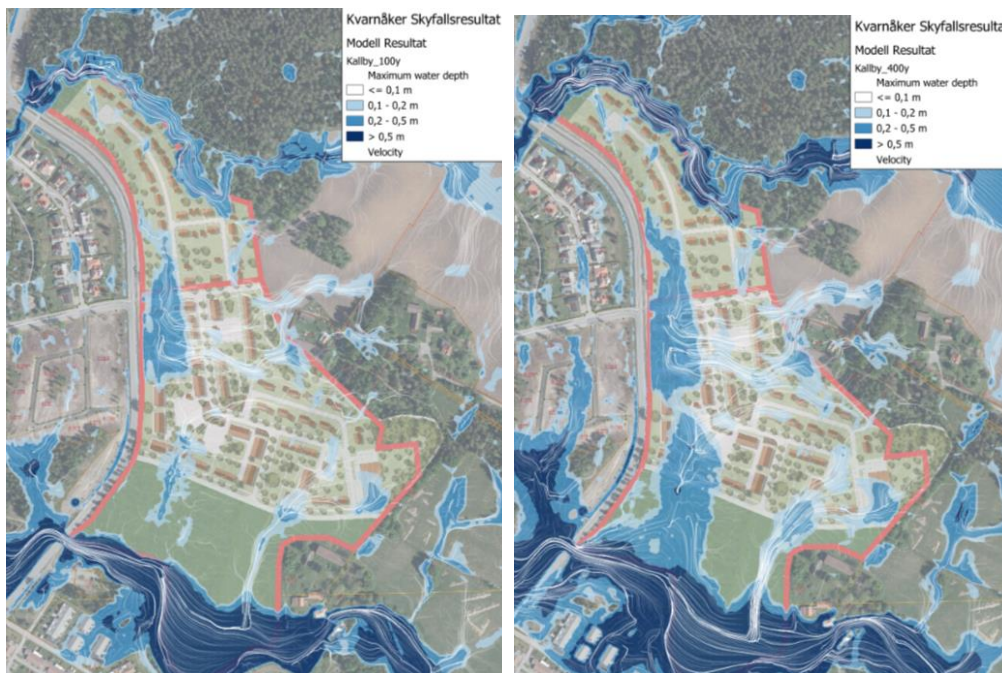 Kvarnåker Skyfallsresultat
Modell Resultat
Kallby_100y
Maximum water depth
<= 0,1 m
0,1 - 0,2 m
0,2 - 0,5 m
> 0,5 m
Velocity
Kvarnåker Skyfallsresulta
Modell Resultat
Kallby_400y
Maximum water depth
<= 0,1 m
0,1 - 0,2 m
0,2 - 0,5 m
> 0,5 m
Velocity